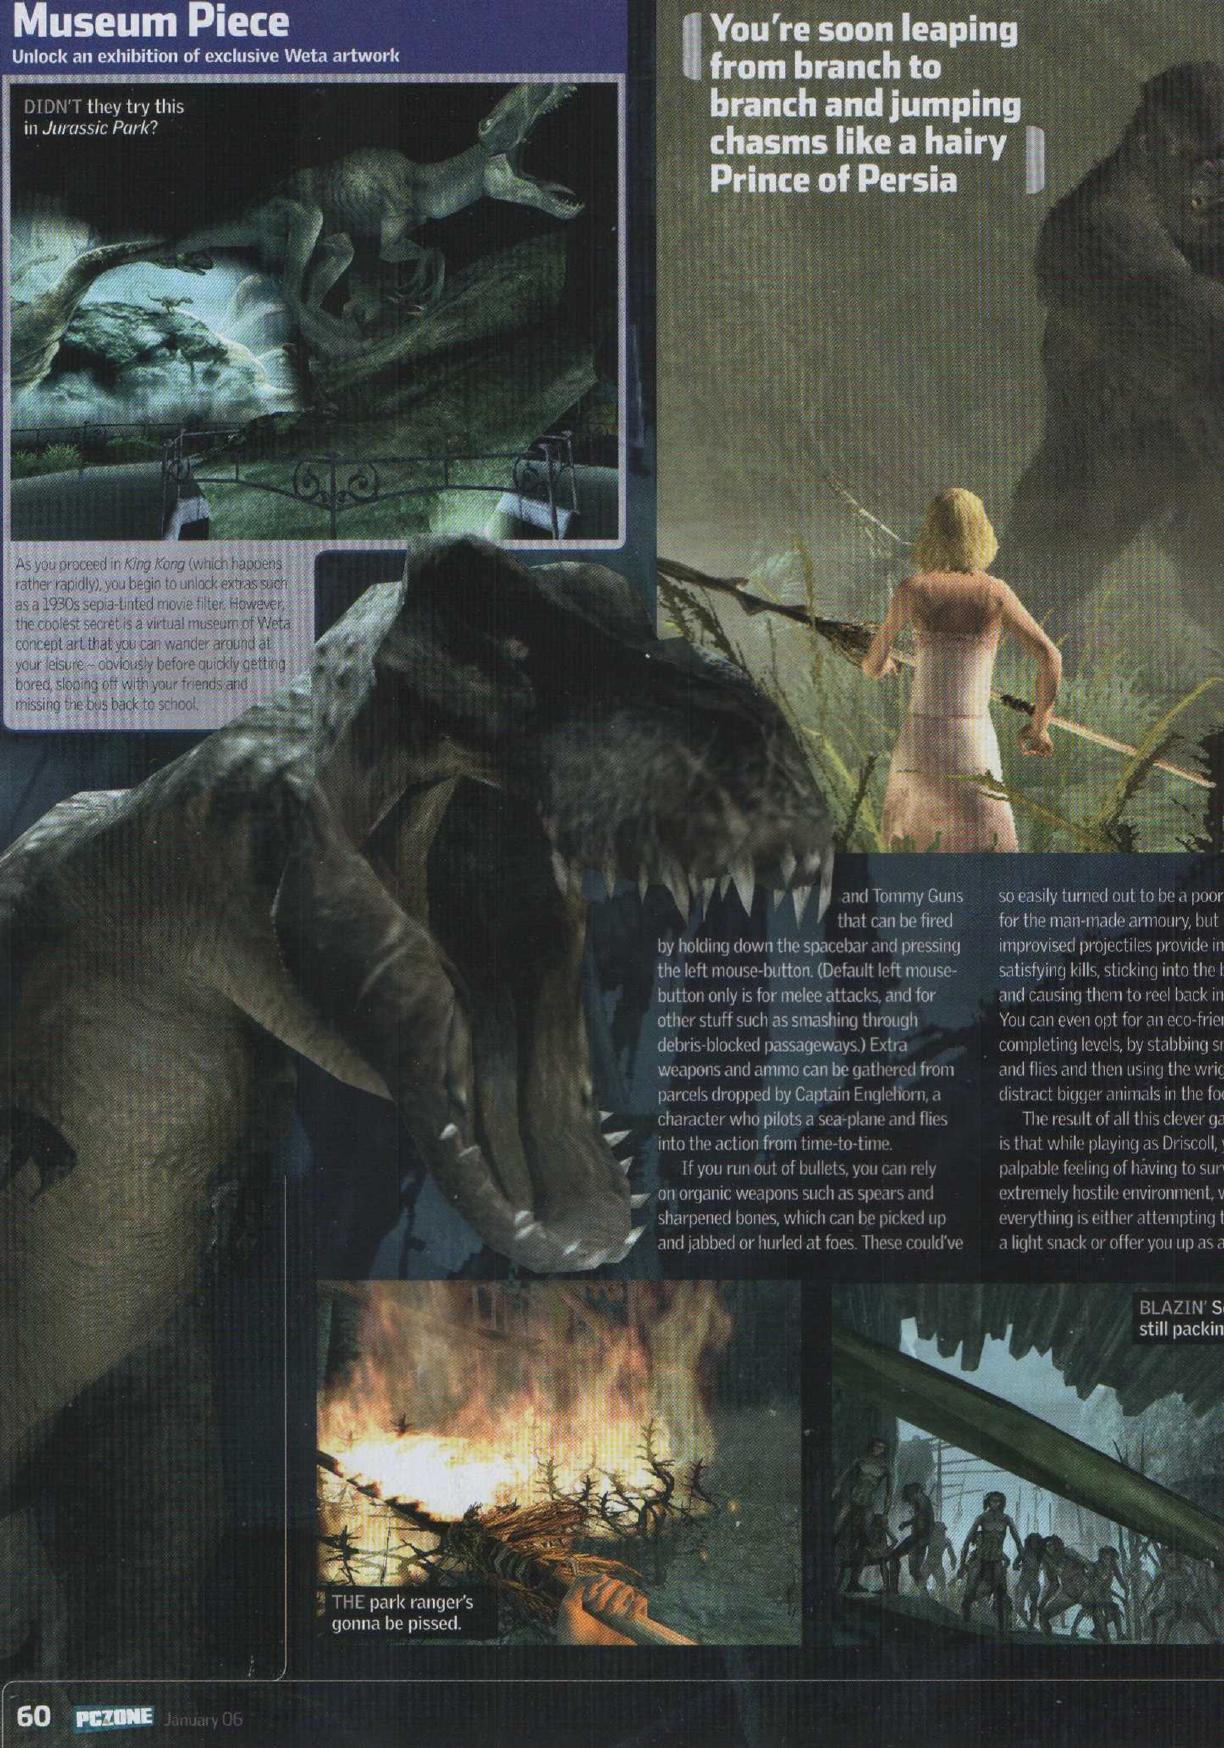 Museum Piece
Unlock an exhibition of exclusive Weta artwork
DIDN'T they try this
in Jurassic Park?
As you proceed in King Kong (which happens
rather rapidly), you begin to unlock extras such
as a 1930s sepia-tinted movie filter. However,
the coolest secret is a virtual museum of Weta
concept art that you can wander around at
your leisure – obviously before quickly getting
bored, sloping off with your friends and
missing the bus back to school.
You're soon leaping
from branch to
branch and jumping
chasms like a hairy
Prince of Persia
and Tommy Guns
that can be fired
by holding down the spacebar and pressing
the left mouse-button. (Default left mouse-
button only is for melee attacks, and for
other stuff such as smashing through
debris-blocked passageways.) Extra
weapons and ammo can be gathered from
parcels dropped by Captain Englehorn, a
character who pilots a sea-plane and flies
into the action from time-to-time.
If you run out of bullets, you can rely
on organic weapons such as spears and
sharpened bones, which can be picked up
and jabbed or hurled at foes. These could've
so easily turned out to be a poor
for the man-made armoury, but
improvised projectiles provide
satisfying kills, sticking into the
and causing them to reel back
You can even opt for an
completing levels, by stabbing
and flies and then using the
distract bigger animals in the
The result of all this clever
is that while playing as Driscoll,
palpable feeling of having to
extremely hostile environment,
everything is either attempting
a light snack or offer you up as a
THE park ranger's
gonna be pissed.
BLAZIN'
still
60 PCZONE January 06